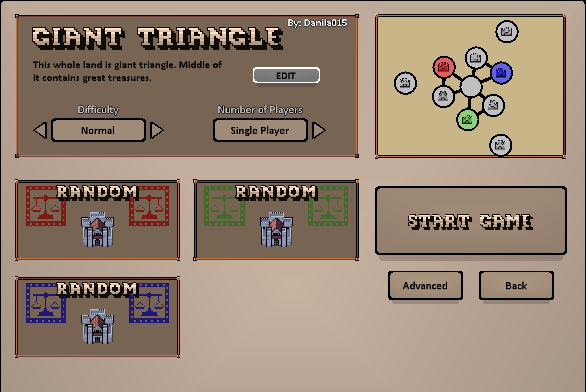 By: Danila015
GIANT TRIANGLE
This whole land is giant triangle. Middle of
it contains great treasures.
EDIT
Difficulty
Number of Players
Normal
Single Player
RANDOM
RANDOM
START GAME
Advanced
Back
RANDOM